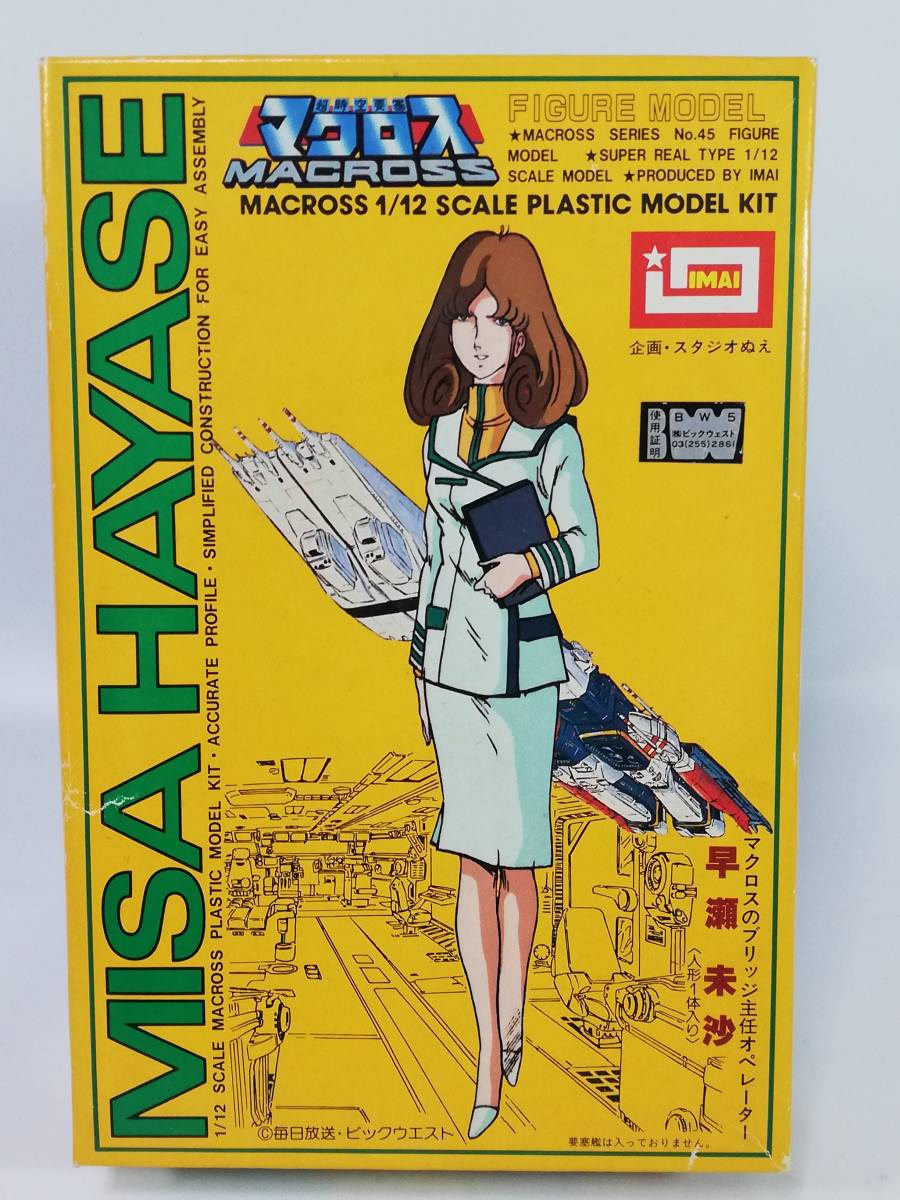 MISA HAYASE
1/12 SCALE MACROSS PLASTIC MODEL KIT・ACCURATE PROFILE・SIMPLIFIED CONSTRUCTION FOR EASY ASSEMBLY
超時空要塞
マクロス
MACROSS
FIGURE MODEL
★MACROSS SERIES No.45 FIGURE
MODEL ★SUPER REAL TYPE 1/12
SCALE MODEL ★PRODUCED BY IMAI
MACROSS 1/12 SCALE PLASTIC MODEL KIT
IMAI
企画・スタジオぬえ
使用証明
BW5
㈱ビックウェスト
03(255)2861
マクロスのブリッジ主任オペレーター
早瀬未沙
〈人形1体入り〉
©毎日放送・ビックウエスト
要塞艦は入っておりません。